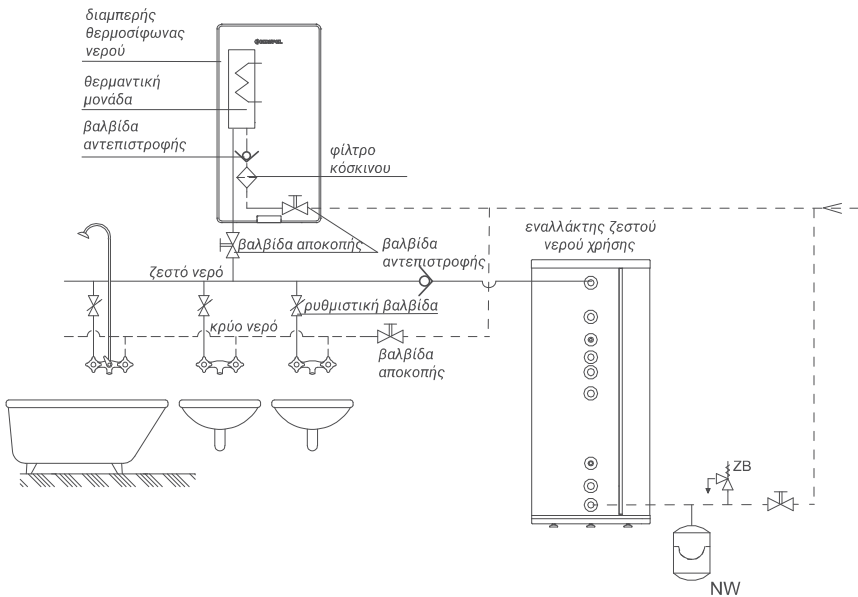 διαμπερής
θερμοσίφωνας
νερού
θερμαντική
μονάδα
βαλβίδα
αντεπιστροφής
φίλτρο
κόσκινου
βαλβίδα αποκοπής
βαλβίδα
αντεπιστροφής
εναλλάκτης ζεστού
νερού χρήσης
ζεστό νερό
ρυθμιστική βαλβίδα
κρύο νερό
βαλβίδα
αποκοπής
ZB
NW